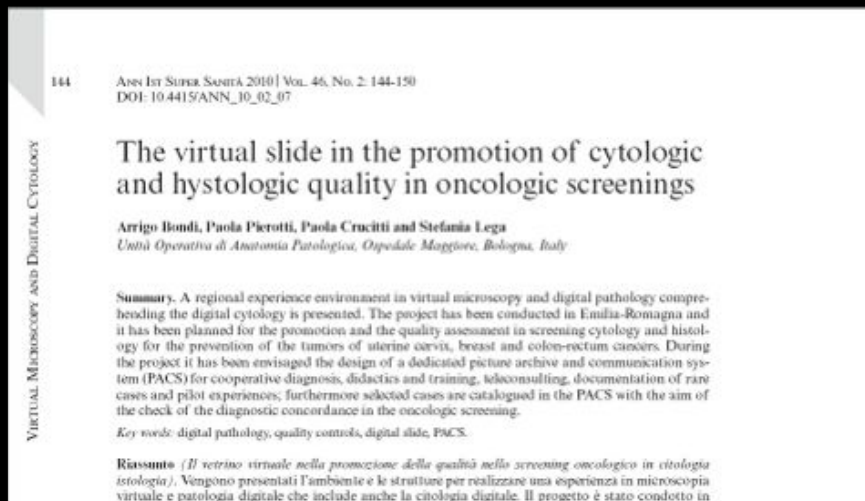 144
ANN IST SUPER SANITÀ 2010 | VOL. 46, NO. 2: 144-150
DOI: 10.4415/ANN_10_02_07
The virtual slide in the promotion of cytologic
and hystologic quality in oncologic screenings
Arrigo Bondi, Paola Pierotti, Paola Crucitti and Stefania Lega
Unità Operativa di Anatomia Patologica, Ospedale Maggiore, Bologna, Italy
VIRTUAL MICROSCOPY AND DIGITAL CYTOLOGY
Summary. A regional experience environment in virtual microscopy and digital pathology compre-
hending the digital cytology is presented. The project has been conducted in Emilia-Romagna and
it has been planned for the promotion and the quality assessment in screening cytology and histol-
ogy for the prevention of the tumors of uterine cervix, breast and colon-rectum cancers. During
the project it has been envisaged the design of a dedicated picture archive and communication sys-
tem (PACS) for cooperative diagnosis, didactics and training, teleconsulting, documentation of rare
cases and pilot experiences; furthermore selected cases are catalogued in the PACS with the aim of
the check of the diagnostic concordance in the oncologic screening.
Key words: digital pathology, quality controls, digital slide, PACS.
Riassunto (Il vetrino virtuale nella promozione della qualità nello screening oncologico in citologia
istologia). Vengono presentati l'ambiente e le strutture per realizzare una esperienza in microscopia
virtuale e patologia digitale che include anche la citologia digitale. Il progetto è stato condotto in